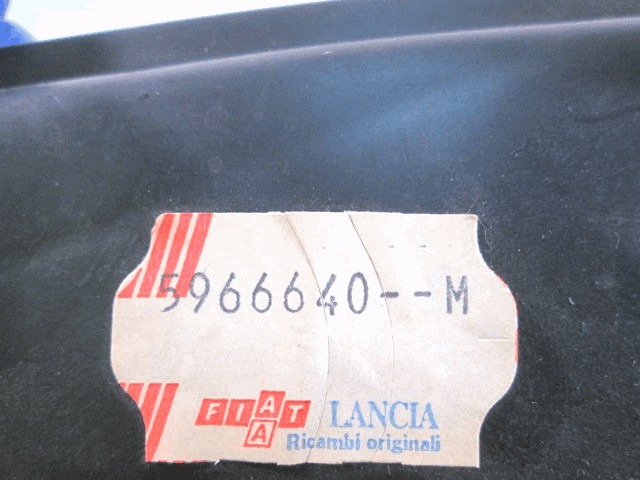 5966640--M
FIAT LANCIA
A
Ricambi originali